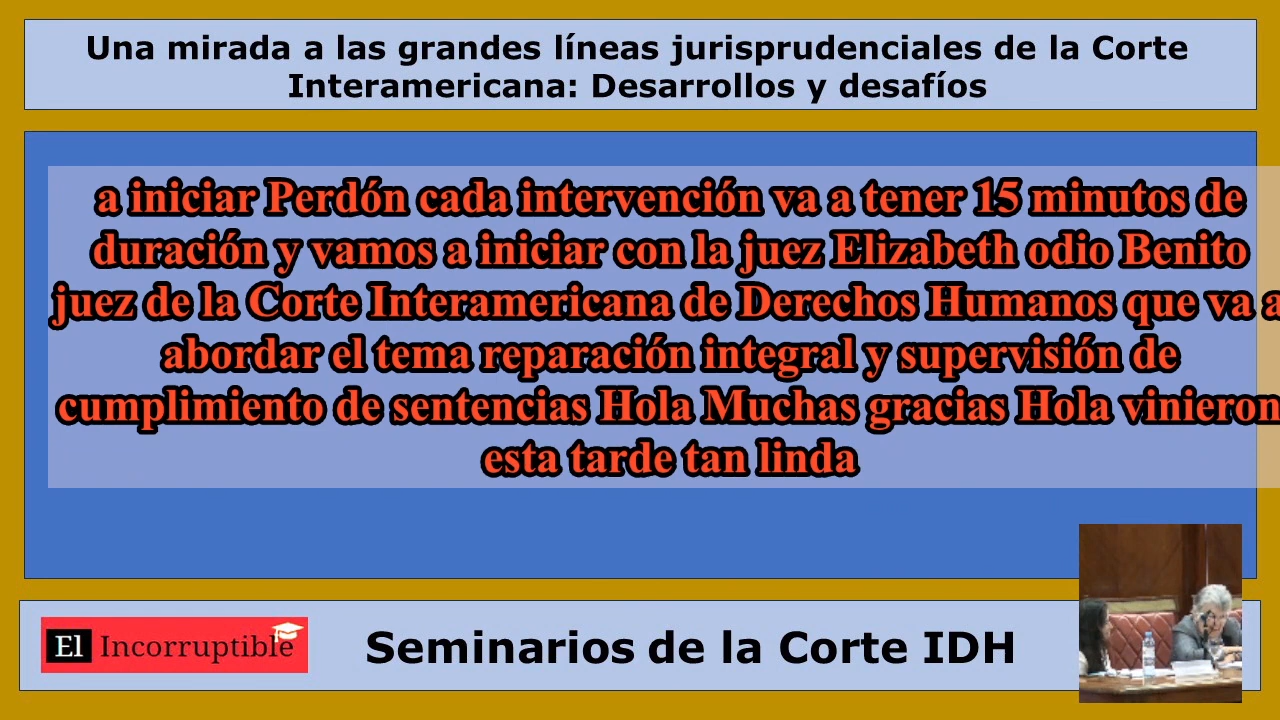 Una mirada a las grandes líneas jurisprudenciales de la Corte
Interamericana: Desarrollos y desafíos
a iniciar Perdón cada intervención va a tener 15 minutos de
duración y vamos a iniciar con la juez Elizabeth odio Benito
juez de la Corte Interamericana de Derechos Humanos que va a
abordar el tema reparación integral y supervisión de
cumplimiento de sentencias Hola Muchas gracias Hola vinieron
esta tarde tan linda
El Incorruptible
Seminarios de la Corte IDH